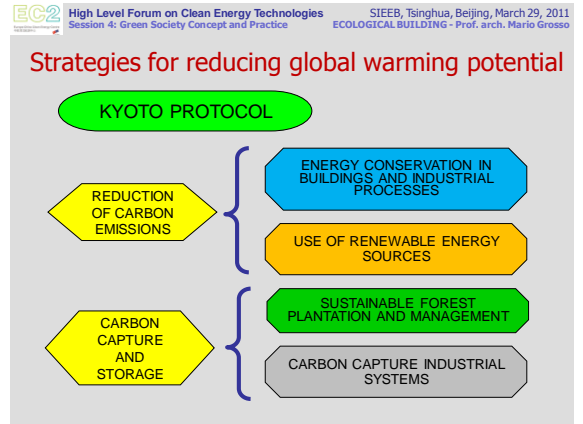 EC2
High Level Forum on Clean Energy Technologies
Session 4: Green Society Concept and Practice
SIEEB, Tsinghua, Beijing, March 29, 2011
ECOLOGICAL BUILDING - Prof. arch. Mario Grosso
Strategies for reducing global warming potential
KYOTO PROTOCOL
REDUCTION
OF CARBON
EMISSIONS
ENERGY CONSERVATION IN
BUILDINGS AND INDUSTRIAL
PROCESSES
USE OF RENEWABLE ENERGY
SOURCES
CARBON
CAPTURE
AND
STORAGE
SUSTAINABLE FOREST
PLANTATION AND MANAGEMENT
CARBON CAPTURE INDUSTRIAL
SYSTEMS